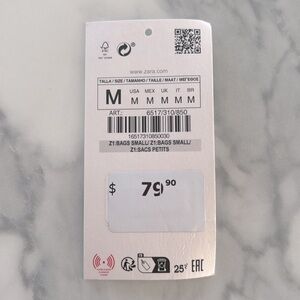 www.zara.com
TALLA / SIZE / TAMANHO / TAILLE / MAAT / ΜΕΓΕΘΟΣ
M
USA MEX UK IT BR
M M M M M
ART.: 6517/310/850
16517310850030
Z1:BAGS SMALL/ Z1:BAGS SMALL/
Z1:SACS PETITS
$ 79 90
25
EAC